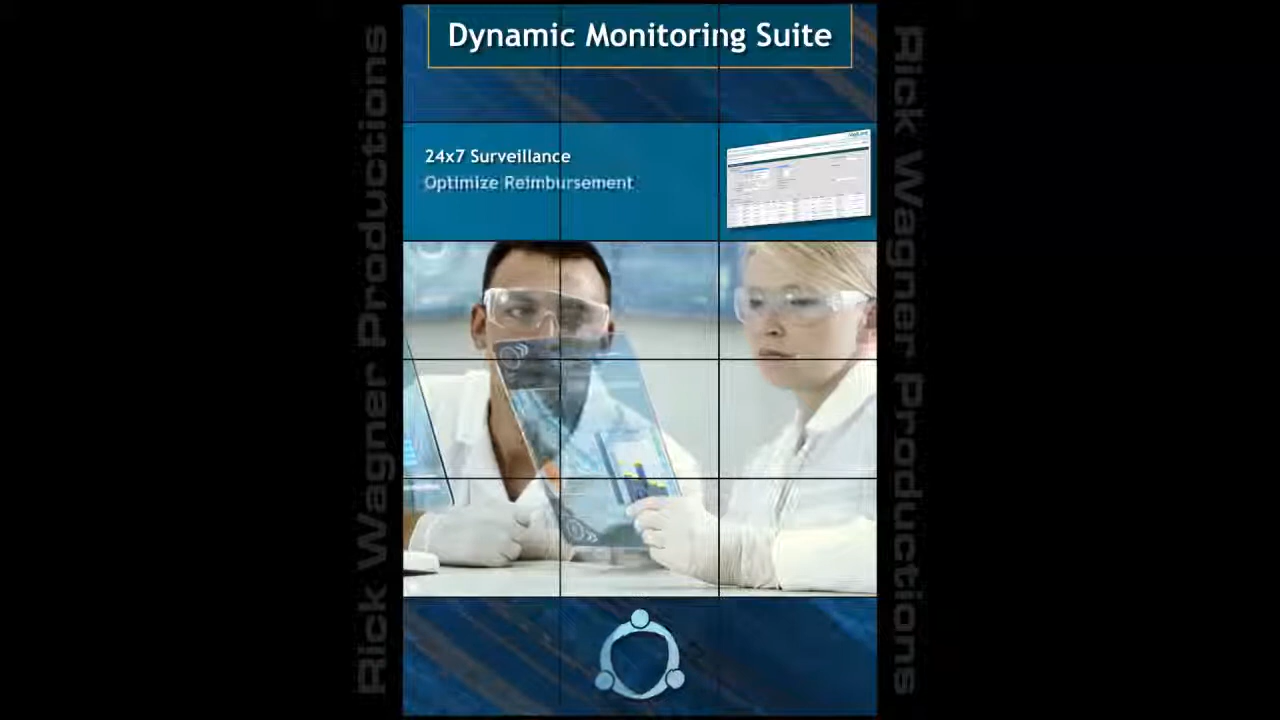 Dynamic Monitoring Suite
24x7 Surveillance
Optimize Reimbursement
Rick Wagner Productions
Rick Wagner Productions